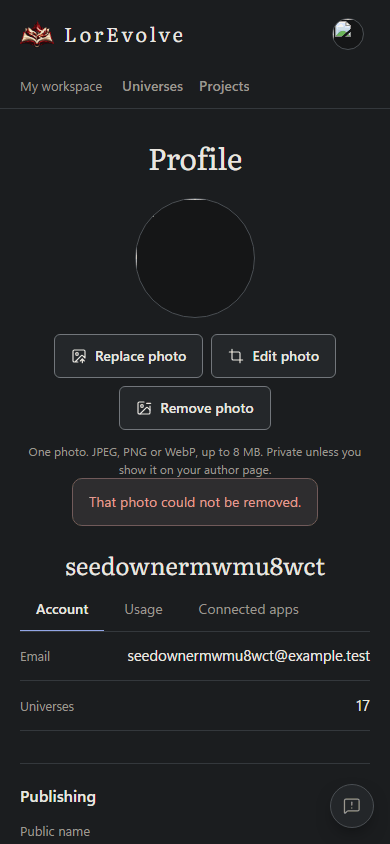 LorEvolve
My workspace Universes Projects
Profile
Replace photo Edit photo
Remove photo
One photo. JPEG, PNG or WebP, up to 8 MB. Private unless you
show it on your author page.
That photo could not be removed.
seedownermwmu8wct
Account Usage Connected apps
Email seedownermwmu8wct@example.test
Universes 17
Publishing
Public name